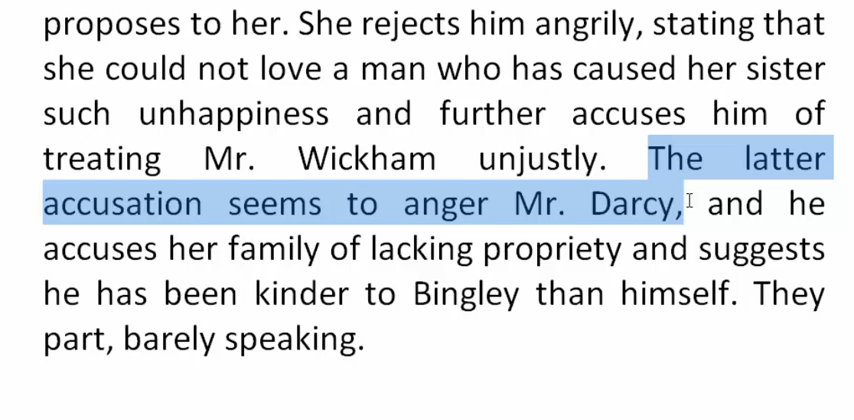 proposes to her. She rejects him angrily, stating that
she could not love a man who has caused her sister
such unhappiness and further accuses him of
treating Mr. Wickham unjustly. The latter
accusation seems to anger Mr. Darcy, and he
accuses her family of lacking propriety and suggests
he has been kinder to Bingley than himself. They
part, barely speaking.